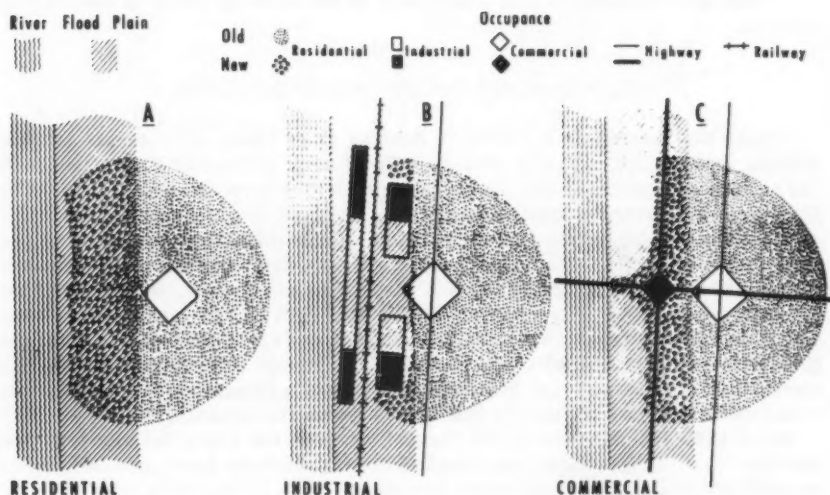 River Flood Plain
Occupance
Old Residential Industrial Commercial Highway Railway
New
A B C
RESIDENTIAL INDUSTRIAL COMMERCIAL